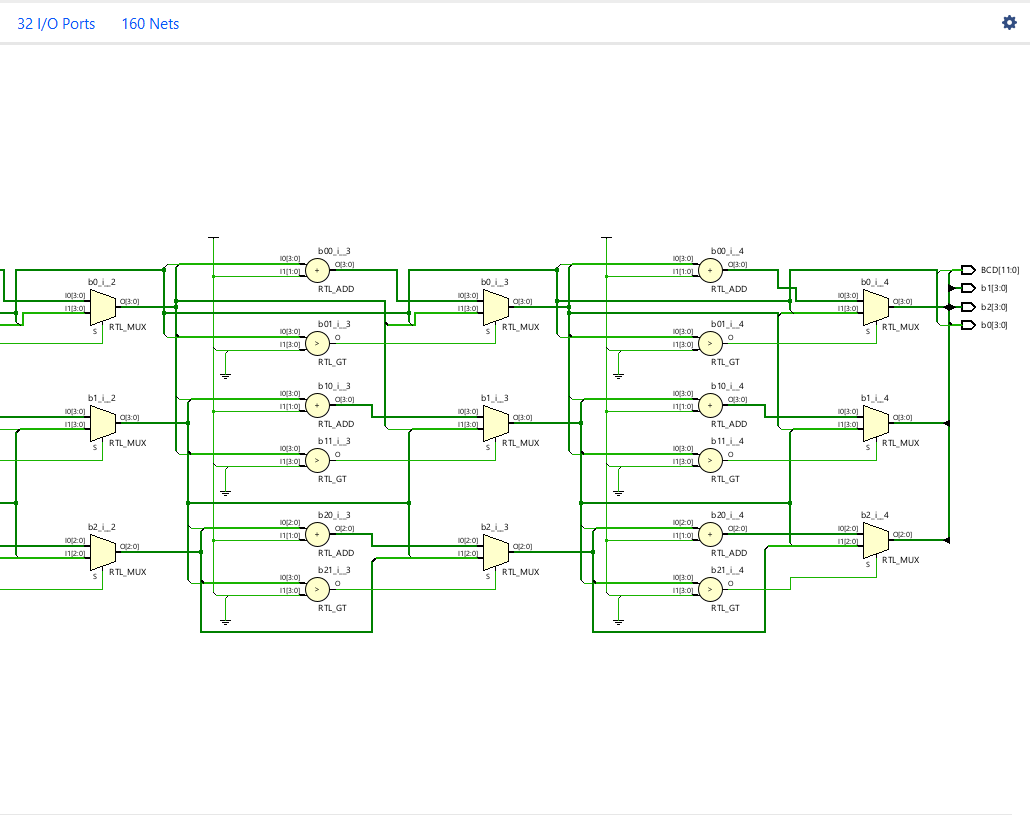 32 I/O Ports 160 Nets
b00_i__3 b00_i__4
I0[3:0] O[3:0] I0[3:0] O[3:0]
I1[1:0] I1[1:0]
BCD[11:0]
b0_i__2 RTL_ADD b0_i__3 RTL_ADD b0_i__4
b1[3:0]
I0[3:0] O[3:0] I0[3:0] O[3:0] I0[3:0] O[3:0]
b2[3:0]
I1[3:0] I1[3:0] I1[3:0]
S RTL_MUX b01_i__3 S RTL_MUX b01_i__4 S RTL_MUX
b0[3:0]
I0[3:0] O I0[3:0] O
I1[3:0] I1[3:0]
> >
RTL_GT RTL_GT
b10_i__3 b10_i__4
I0[3:0] O[3:0] I0[3:0] O[3:0]
b1_i__2 b1_i__3 b1_i__4
I1[1:0] I1[1:0]
I0[3:0] O[3:0] I0[3:0] O[3:0] I0[3:0] O[3:0]
I1[3:0] RTL_ADD I1[3:0] RTL_ADD I1[3:0]
S RTL_MUX b11_i__3 S RTL_MUX b11_i__4 S RTL_MUX
I0[3:0] O I0[3:0] O
I1[3:0] > I1[3:0] >
RTL_GT RTL_GT
b20_i__3 b20_i__4
b2_i__2 I0[2:0] O[2:0] b2_i__3 I0[2:0] O[2:0] b2_i__4
I1[1:0] + I1[1:0] +
I0[2:0] O[2:0] I0[2:0] O[2:0] I0[2:0] O[2:0]
I1[2:0] RTL_ADD I1[2:0] RTL_ADD I1[2:0]
S RTL_MUX b21_i__3 S RTL_MUX b21_i__4 S RTL_MUX
I0[3:0] O I0[3:0] O
I1[3:0] > I1[3:0] >
RTL_GT RTL_GT